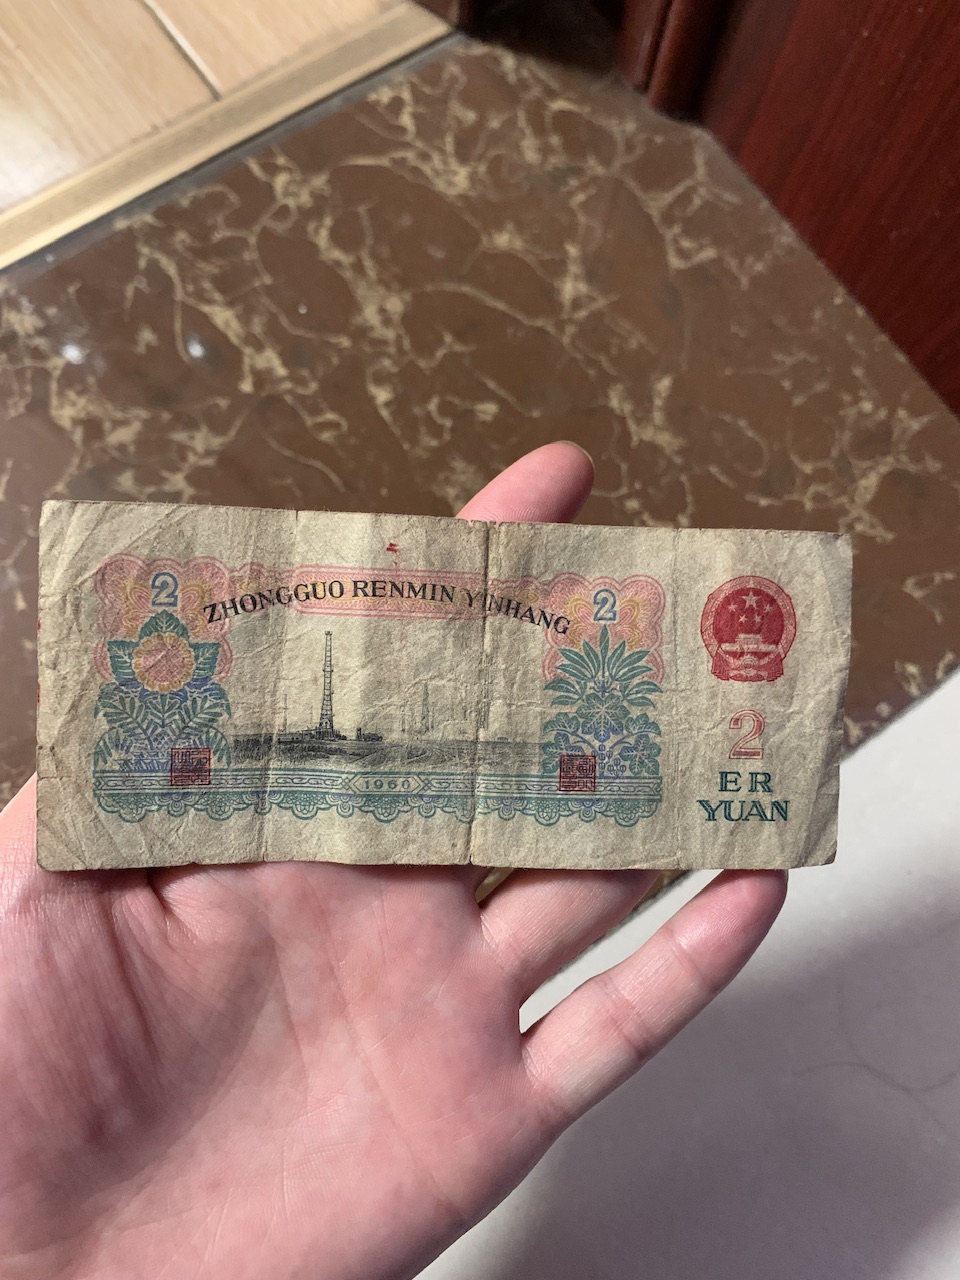 2
ZHONGGUO RENMIN YINHANG
2
1960
2
ER
YUAN